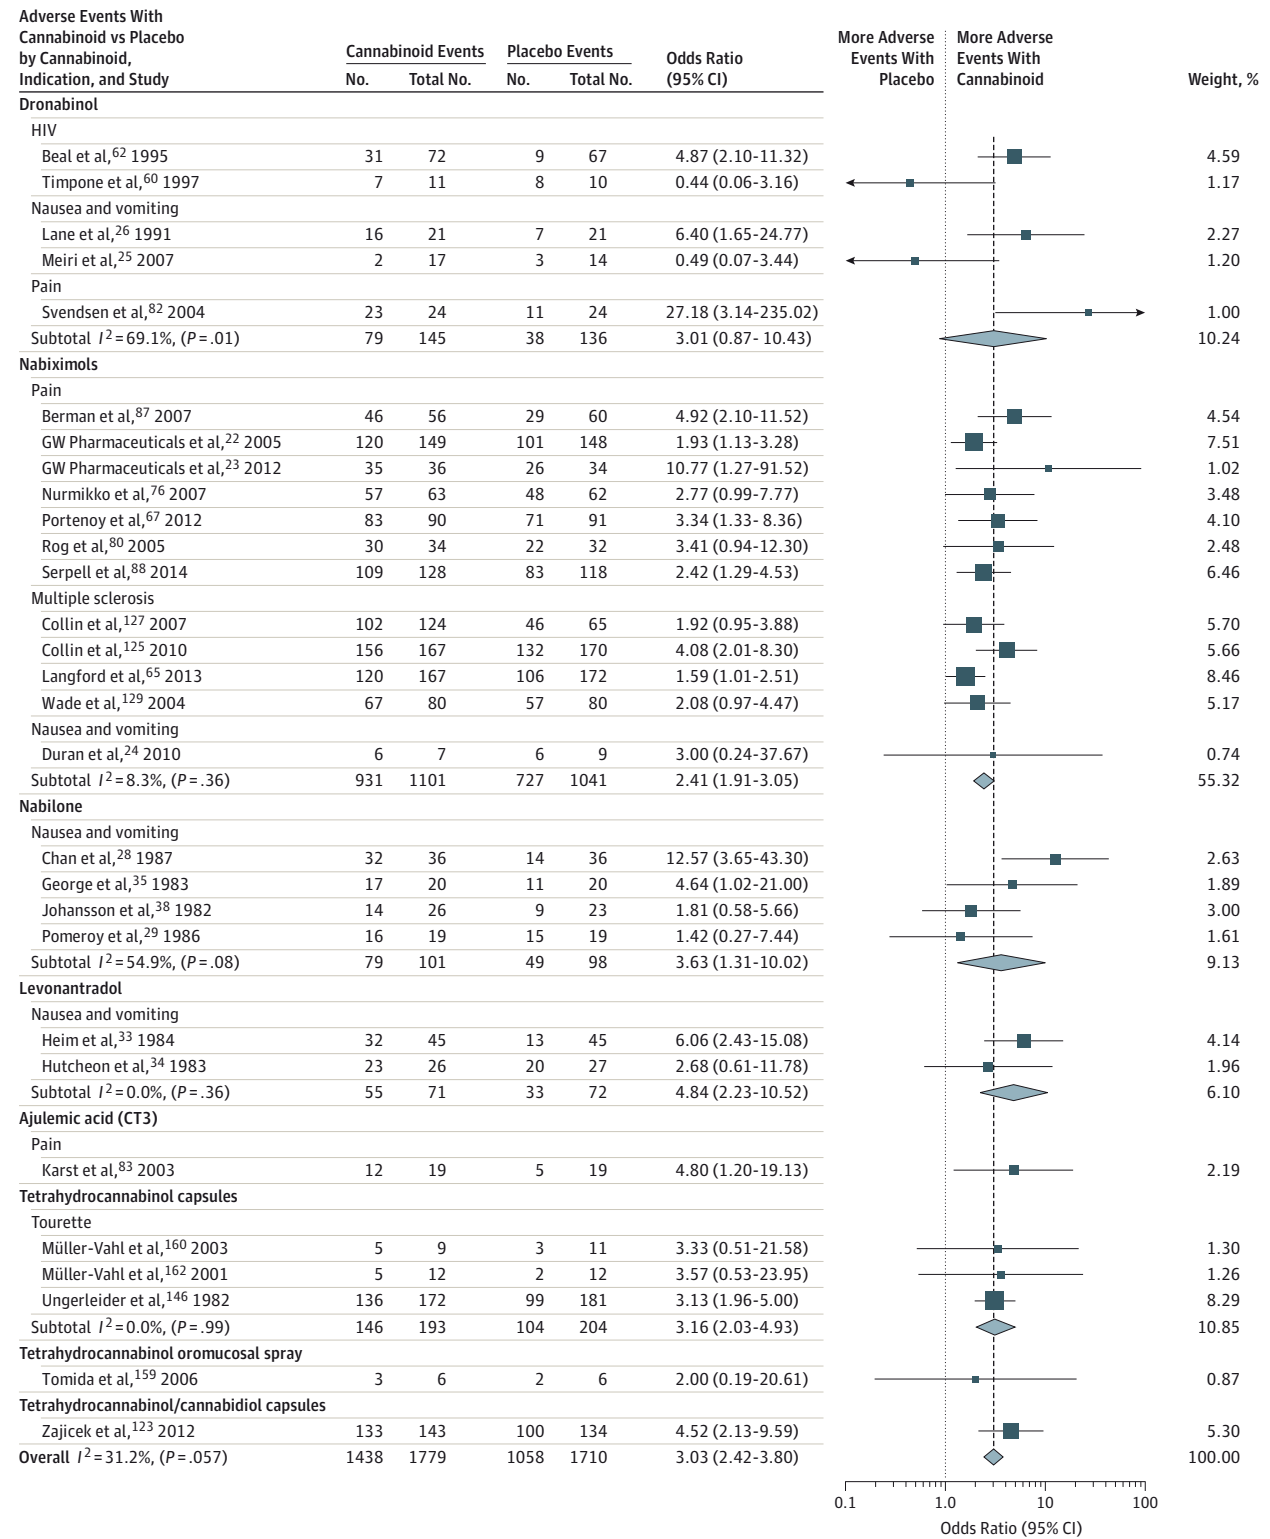 Adverse Events With
Cannabinoid vs Placebo
by Cannabinoid,
Indication, and Study
Cannabinoid Events Placebo Events
No. Total No. No. Total No.
Odds Ratio
(95% CI)
More Adverse
Events With
Placebo
More Adverse
Events With
Cannabinoid
Weight, %
Dronabinol
HIV
Beal et al,62 1995 31 72 9 67 4.87 (2.10-11.32) 4.59
Timpone et al,60 1997 7 11 8 10 0.44 (0.06-3.16) 1.17
Nausea and vomiting
Lane et al,26 1991 16 21 7 21 6.40 (1.65-24.77) 2.27
Meiri et al,25 2007 2 17 3 14 0.49 (0.07-3.44) 1.20
Pain
Svendsen et al,82 2004 23 24 11 24 27.18 (3.14-235.02) 1.00
Subtotal I2=69.1%, (P=.01) 79 145 38 136 3.01 (0.87- 10.43) 10.24
Nabiximols
Pain
Berman et al,87 2007 46 56 29 60 4.92 (2.10-11.52) 4.54
GW Pharmaceuticals et al,22 2005 120 149 101 148 1.93 (1.13-3.28) 7.51
GW Pharmaceuticals et al,23 2012 35 36 26 34 10.77 (1.27-91.52) 1.02
Nurmikko et al,76 2007 57 63 48 62 2.77 (0.99-7.77) 3.48
Portenoy et al,67 2012 83 90 71 91 3.34 (1.33- 8.36) 4.10
Rog et al,80 2005 30 34 22 32 3.41 (0.94-12.30) 2.48
Serpell et al,88 2014 109 128 83 118 2.42 (1.29-4.53) 6.46
Multiple sclerosis
Collin et al,127 2007 102 124 46 65 1.92 (0.95-3.88) 5.70
Collin et al,125 2010 156 167 132 170 4.08 (2.01-8.30) 5.66
Langford et al,65 2013 120 167 106 172 1.59 (1.01-2.51) 8.46
Wade et al,129 2004 67 80 57 80 2.08 (0.97-4.47) 5.17
Nausea and vomiting
Duran et al,24 2010 6 7 6 9 3.00 (0.24-37.67) 0.74
Subtotal I2=8.3%, (P=.36) 931 1101 727 1041 2.41 (1.91-3.05) 55.32
Nabilone
Nausea and vomiting
Chan et al,28 1987 32 36 14 36 12.57 (3.65-43.30) 2.63
George et al,35 1983 17 20 11 20 4.64 (1.02-21.00) 1.89
Johansson et al,38 1982 14 26 9 23 1.81 (0.58-5.66) 3.00
Pomeroy et al,29 1986 16 19 15 19 1.42 (0.27-7.44) 1.61
Subtotal I2=54.9%, (P=.08) 79 101 49 98 3.63 (1.31-10.02) 9.13
Levonantradol
Nausea and vomiting
Heim et al,33 1984 32 45 13 45 6.06 (2.43-15.08) 4.14
Hutcheon et al,34 1983 23 26 20 27 2.68 (0.61-11.78) 1.96
Subtotal I2=0.0%, (P=.36) 55 71 33 72 4.84 (2.23-10.52) 6.10
Ajulemic acid (CT3)
Pain
Karst et al,83 2003 12 19 5 19 4.80 (1.20-19.13) 2.19
Tetrahydrocannabinol capsules
Tourette
Müller-Vahl et al,160 2003 5 9 3 11 3.33 (0.51-21.58) 1.30
Müller-Vahl et al,162 2001 5 12 2 12 3.57 (0.53-23.95) 1.26
Ungerleider et al,146 1982 136 172 99 181 3.13 (1.96-5.00) 8.29
Subtotal I2=0.0%, (P=.99) 146 193 104 204 3.16 (2.03-4.93) 10.85
Tetrahydrocannabinol oromucosal spray
Tomida et al,159 2006 3 6 2 6 2.00 (0.19-20.61) 0.87
Tetrahydrocannabinol/cannabidiol capsules
Zajicek et al,123 2012 133 143 100 134 4.52 (2.13-9.59) 5.30
Overall I2=31.2%, (P=.057) 1438 1779 1058 1710 3.03 (2.42-3.80) 100.00
0.1 1.0 10 100
Odds Ratio (95% CI)